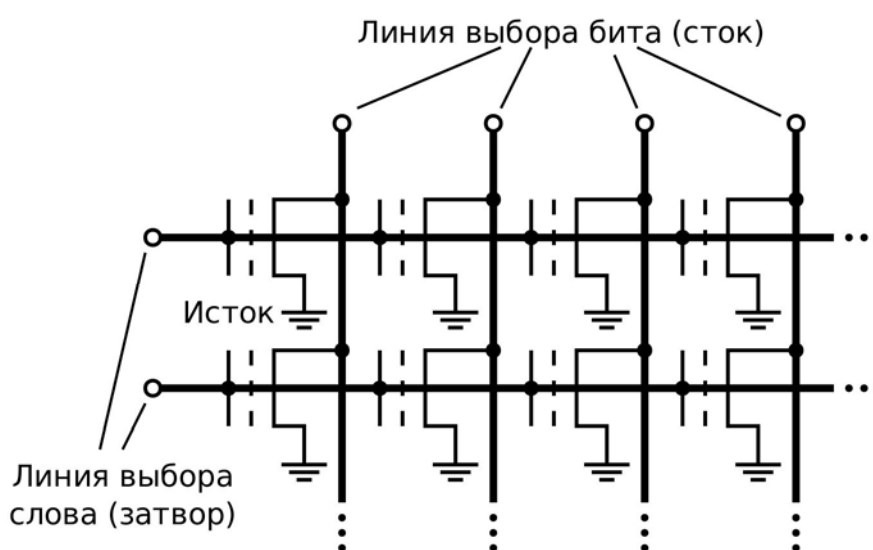 Линия выбора бита (сток)
Исток
Линия выбора
слова (затвор)